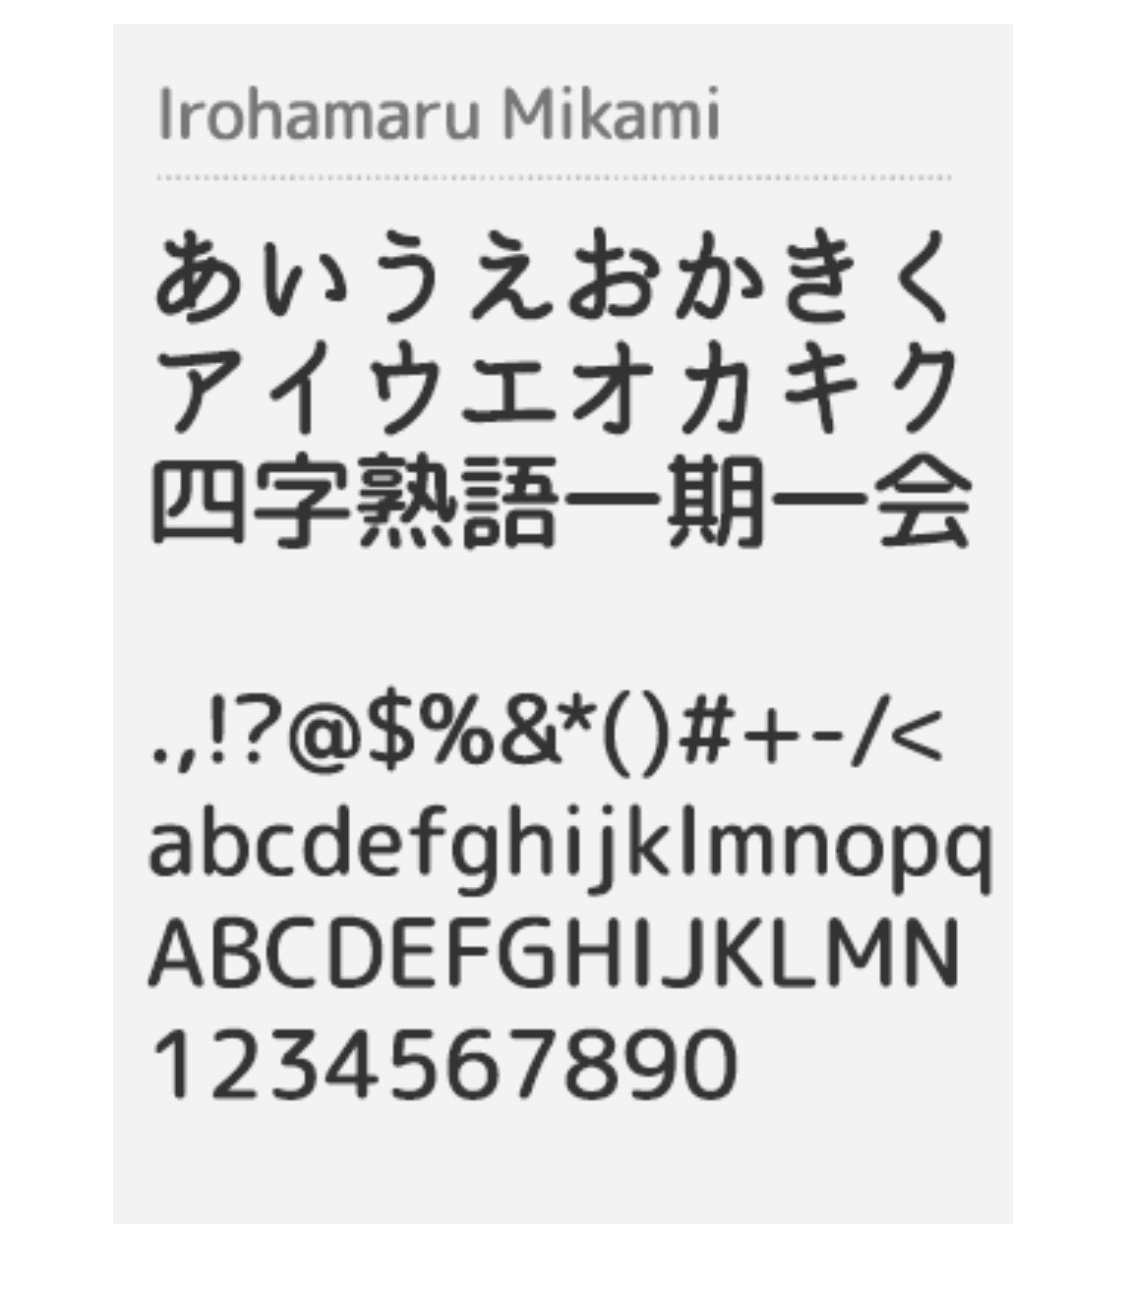 Irohamaru Mikami
あいうえおかきく
アイウエオカキク
四字熟語一期一会
.,!?@$%&*()#+-/<
abcdefghijklmnopq
ABCDEFGHIJKLMN
1234567890